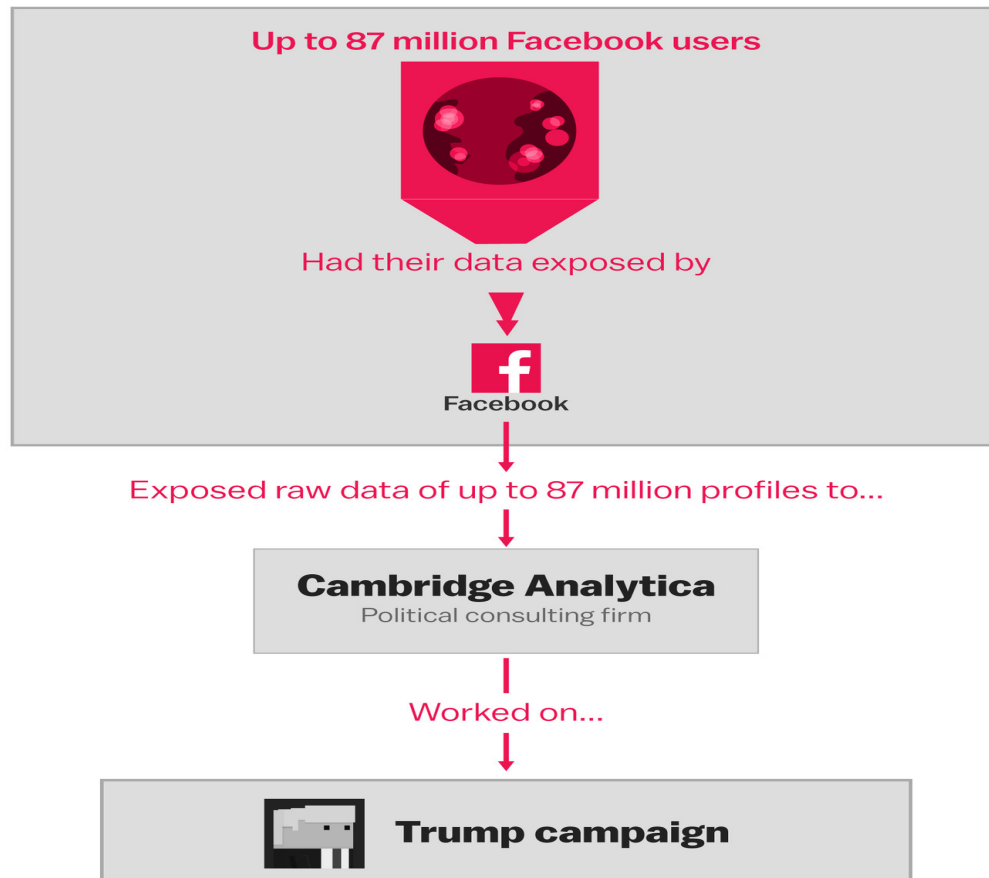 Up to 87 million Facebook users
Had their data exposed by
f
Facebook
Exposed raw data of up to 87 million profiles to...
Cambridge Analytica
Political consulting firm
Worked on...
Trump campaign